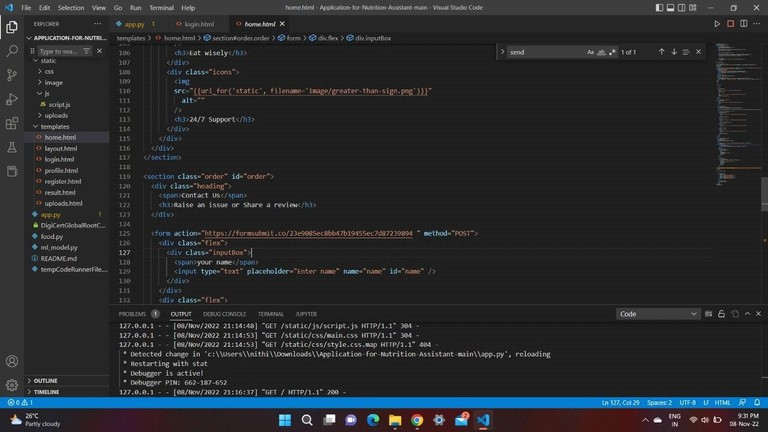 File Edit Selection View Go Run Terminal Help
home.html - Application-for-Nutrition-Assistant-main - Visual Studio Code
EXPLORER
app.py 1
login.html
home.html
templates > home.html > section#order.order > form > div.flex > div.inputBox
APPLICATION-FOR-NUTRI...
Type to sea...
static
css
image
js
script.js
uploads
templates
home.html
layout.html
login.html
profile.html
register.html
result.html
uploads.html
app.py
DigiCertGlobalRootC...
food.py
ml_model.py
README.md
tempCodeRunnerFile...
OUTLINE
TIMELINE
send
1 of 1
106 <h3>Eat wisely</h3>
107 </div>
108 <div class="icons">
109 <img
110 src="{{url_for('static', filename='image/greater-than-sign.png')}}"
111 alt=""
112 />
113 <h3>24/7 Support</h3>
114 </div>
115 </div>
116 </div>
117 </section>
118
119 <section class="order" id="order">
120 <div class="heading">
121 <span>Contact Us</span>
122 <h3>Raise an issue or Share a review</h3>
123 </div>
124
125 <form action="https://formsubmit.co/23e9085ec8bb47b19455ec7d87239894 " method="POST">
126 <div class="flex">
127 <div class="inputBox">
128 <span>your name</span>
129 <input type="text" placeholder="Enter name" name="name" id="name" />
130 </div>
131 </div>
132 <div class="flex">
PROBLEMS 1 OUTPUT DEBUG CONSOLE TERMINAL JUPYTER
Code
127.0.0.1 - - [08/Nov/2022 21:14:48] "GET /static/js/script.js HTTP/1.1" 304 -
127.0.0.1 - - [08/Nov/2022 21:14:53] "GET /static/css/main.css HTTP/1.1" 304 -
127.0.0.1 - - [08/Nov/2022 21:14:53] "GET /static/css/style.css.map HTTP/1.1" 404 -
* Detected change in 'c:\\Users\\nithi\\Downloads\\Application-for-Nutrition-Assistant-main\\app.py', reloading
* Restarting with stat
* Debugger is active!
* Debugger PIN: 662-187-652
127.0.0.1 - - [08/Nov/2022 21:16:37] "GET / HTTP/1.1" 200 -
0 1
Ln 127, Col 29 Spaces: 2 UTF-8 LF HTML
26°C
Partly cloudy
ENG
IN
9:31 PM
08-Nov-22